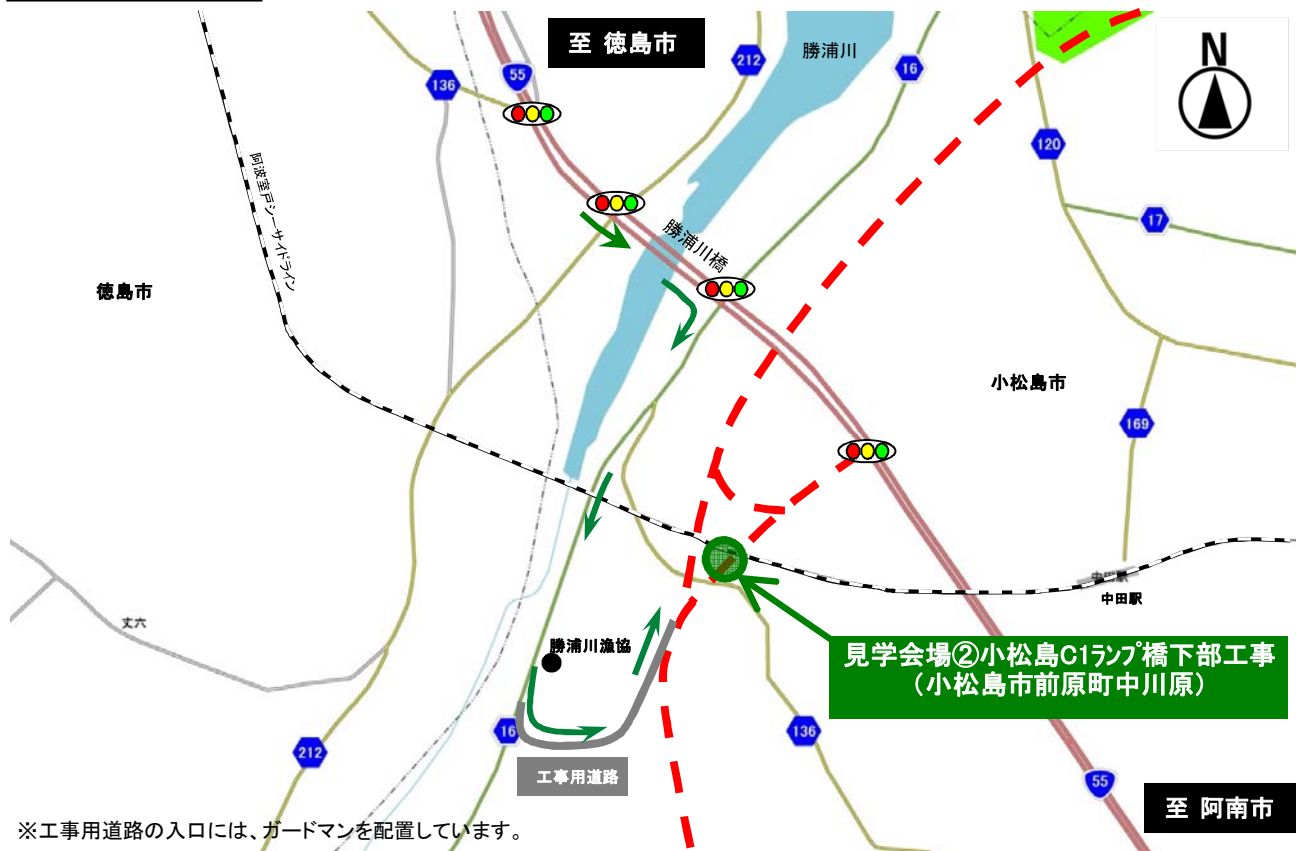 至 徳島市
N
勝浦川
212
16
55
136
120
阿波室戸シーサイドライン
17
勝浦川橋
徳島市
小松島市
169
中田駅
中田駅
丈六
勝浦川漁協
見学会場②小松島C1ランプ橋下部工事
（小松島市前原町中川原）
16
136
212
工事用道路
55
至 阿南市
※工事用道路の入口には、ガードマンを配置しています。